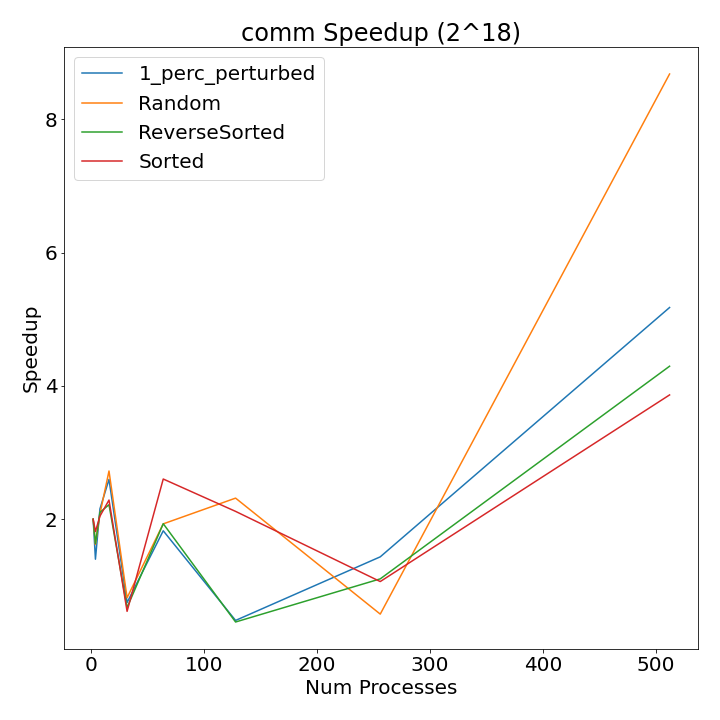 comm Speedup (2^18)
1_perc_perturbed
Random
ReverseSorted
Sorted
8
6
4
2
Speedup
0 100 200 300 400 500
Num Processes